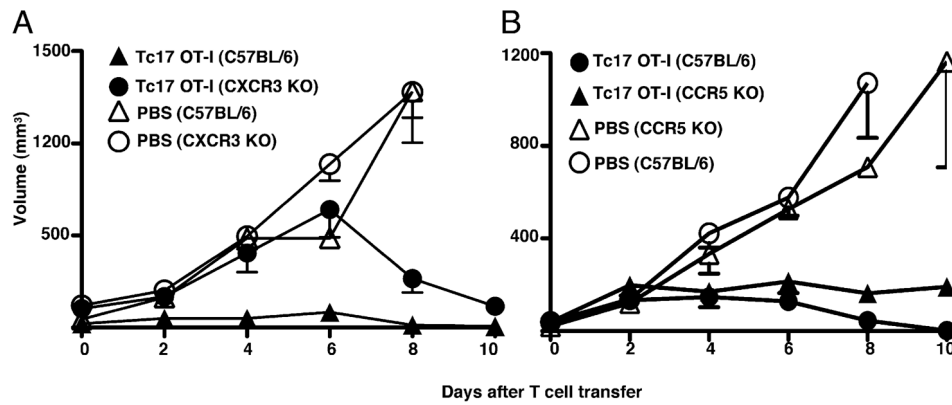 A
1500
1200
500
Volume (mm³)
Tc17 OT-I (C57BL/6)
Tc17 OT-I (CXCR3 KO)
PBS (C57BL/6)
PBS (CXCR3 KO)
0 2 4 6 8 10
B
1200
800
400
0
Tc17 OT-I (C57BL/6)
Tc17 OT-I (CCR5 KO)
PBS (CCR5 KO)
PBS (C57BL/6)
0 2 4 6 8 10
Days after T cell transfer